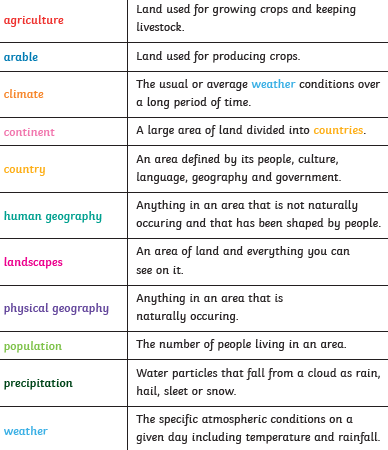 agriculture
Land used for growing crops and keeping
livestock.
arable
Land used for producing crops.
climate
The usual or average weather conditions over
a long period of time.
continent
A large area of land divided into countries.
country
An area defined by its people, culture,
language, geography and government.
human geography
Anything in an area that is not naturally
occuring and that has been shaped by people.
landscapes
An area of land and everything you can
see on it.
physical geography
Anything in an area that is
naturally occuring.
population
The number of people living in an area.
precipitation
Water particles that fall from a cloud as rain,
hail, sleet or snow.
weather
The specific atmospheric conditions on a
given day including temperature and rainfall.